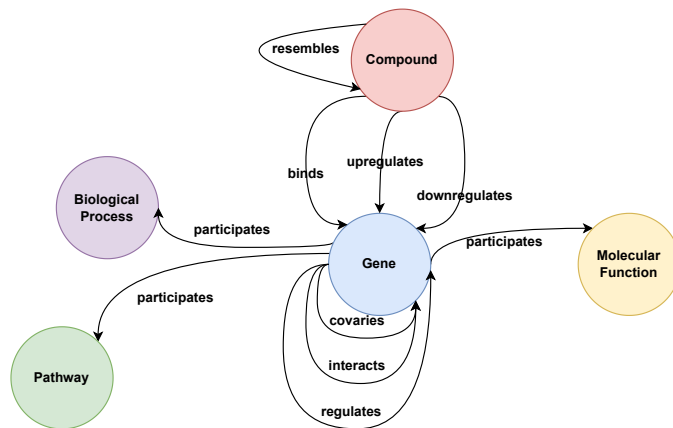 resembles
Compound
binds
upregulates
downregulates
Biological
Process
participates
participates
Gene
participates
Molecular
Function
covaries
interacts
regulates
Pathway